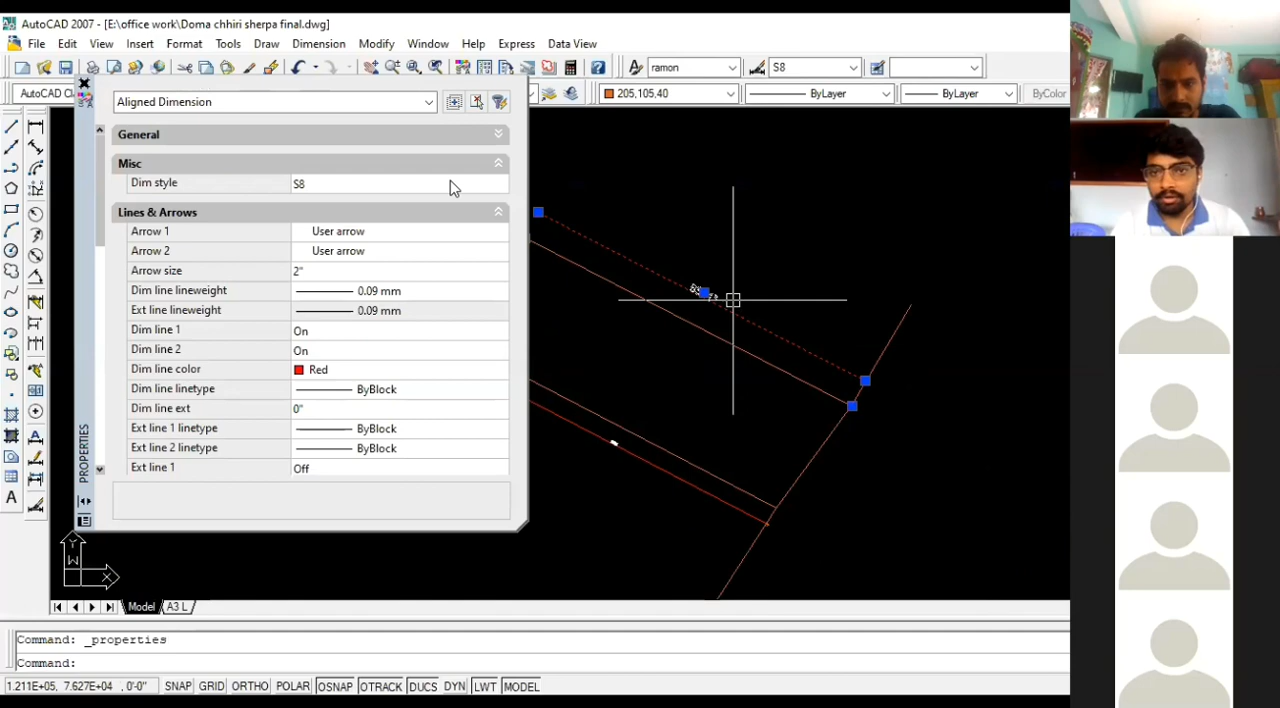 AutoCAD 2007 - [E:\office work\Doma chhiri sherpa final.dwg]
File Edit View Insert Format Tools Draw Dimension Modify Window Help Express Data View
ramon S8
AutoCAD Cl 205,105,40 ByLayer ByLayer ByColor
Aligned Dimension
General
Misc
Dim style S8
Lines & Arrows
Arrow 1 User arrow
Arrow 2 User arrow
Arrow size 2"
Dim line lineweight 0.09 mm
Ext line lineweight 0.09 mm
Dim line 1 On
Dim line 2 On
Dim line color Red
Dim line linetype ByBlock
Dim line ext 0"
Ext line 1 linetype ByBlock
Ext line 2 linetype ByBlock
Ext line 1 Off
PROPERTIES
W
X
Model A3 L
Command: _properties
Command:
1.211E+05, 7.627E+04 , 0'-0" SNAP GRID ORTHO POLAR OSNAP OTRACK DUCS DYN LWT MODEL